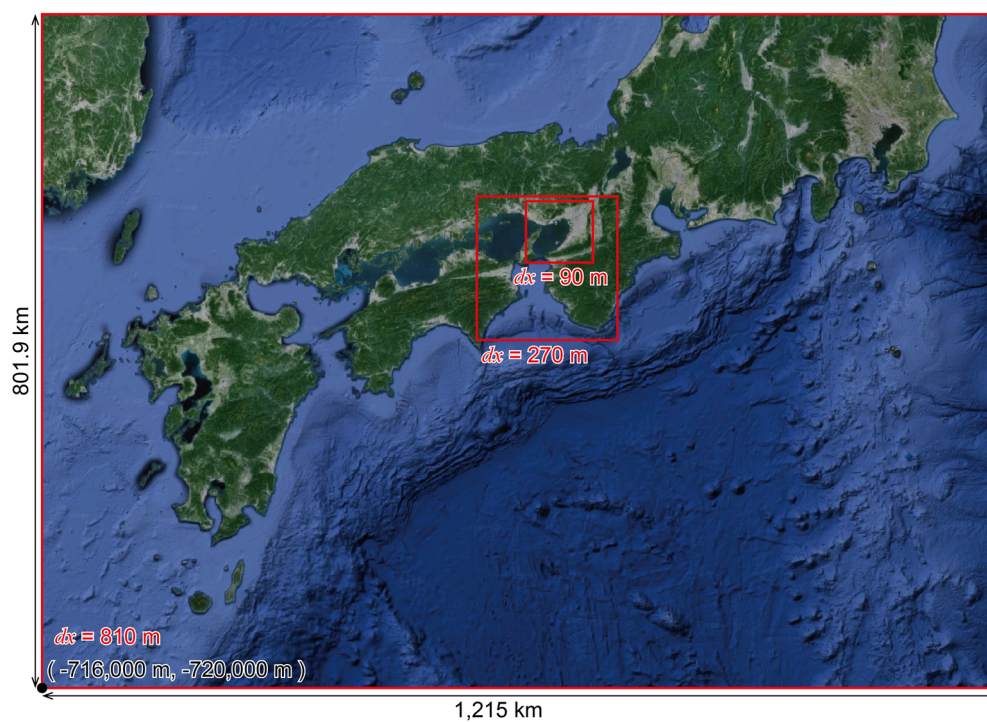 801.9 km
dx = 90 m
dx = 270 m
dx = 810 m
( -716,000 m, -720,000 m )
1,215 km